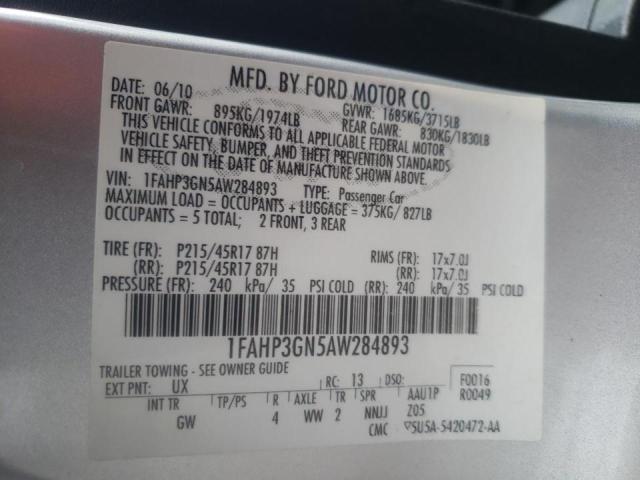 MFD. BY FORD MOTOR CO.
DATE: 06/10 GVWR: 1685KG/3715LB
FRONT GAWR: 895KG/1974LB REAR GAWR: 830KG/1830LB
THIS VEHICLE CONFORMS TO ALL APPLICABLE FEDERAL MOTOR
VEHICLE SAFETY, BUMPER, AND THEFT PREVENTION STANDARDS
IN EFFECT ON THE DATE OF MANUFACTURE SHOWN ABOVE.
VIN: 1FAHP3GN5AW284893 TYPE: Passenger Car
MAXIMUM LOAD = OCCUPANTS + LUGGAGE = 375KG/ 827LB
OCCUPANTS = 5 TOTAL; 2 FRONT, 3 REAR
TIRE (FR): P215/45R17 87H RIMS (FR): 17x7.0J
(RR): P215/45R17 87H (RR): 17x7.0J
PRESSURE (FR): 240 kPa/ 35 PSI COLD (RR): 240 kPa/ 35 PSI COLD
1FAHP3GN5AW284893
TRAILER TOWING - SEE OWNER GUIDE
EXT PNT: UX RC: 13 DSO: F0016
INT TR TP/PS R AXLE TR SPR AAU1P R0049
GW 4 WW 2 NNJJ Z05
CMC 5U5A-5420472-AA